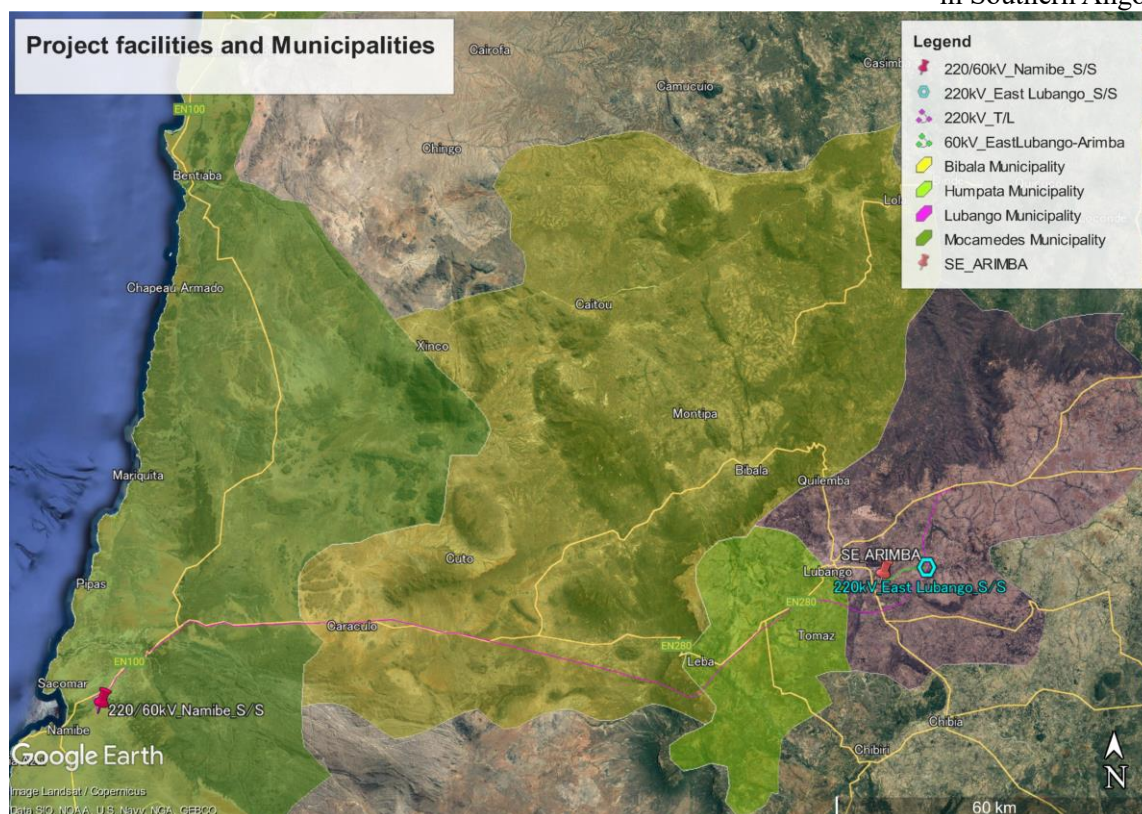 in Southern Ango
Project facilities and Municipalities
Legend
220/60kV_Namibe_S/S
220kV_East Lubango_S/S
220kV_T/L
60kV_EastLubango-Arimba
Bibala Municipality
Humpata Municipality
Lubango Municipality
Mocamedes Municipality
SE_ARIMBA
Cairofa
Camucuio
Casimb
EN100
Chingo
Bentiaba
Lola
Chapeau Armado
Caitou
Xinco
Montipa
Mariquita
Bibala
Quilemba
Cuto
SE_ARIMBA
Lubango
220kV_East Lubango_S/S
Pipas
EN280
Caraculo
Tomaz
EN280
Leba
EN100
Sacomar
220/60kV_Namibe_S/S
Namibe
Chibia
Chibiri
Google Earth
N
Image Landsat / Copernicus
60 km
Data SIO, NOAA, U.S. Navy, NGA, GEBCO